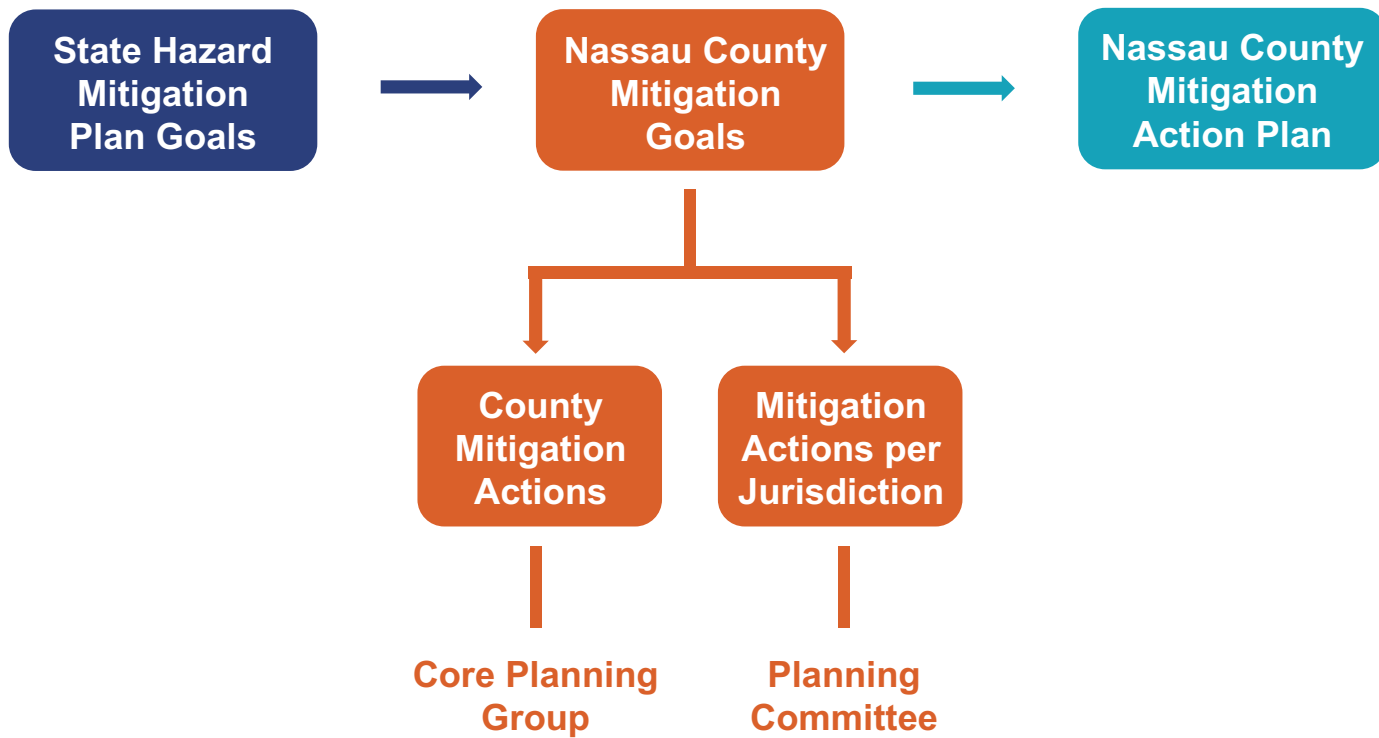 State Hazard
Mitigation
Plan Goals
Nassau County
Mitigation
Goals
Nassau County
Mitigation
Action Plan
County
Mitigation
Actions
Mitigation
Actions per
Jurisdiction
Core Planning
Group
Planning
Committee